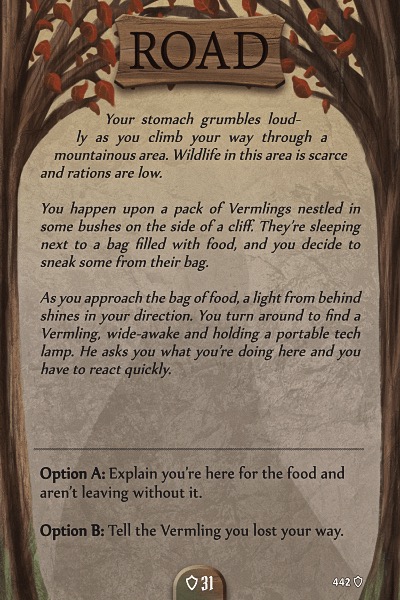 ROAD
Your stomach grumbles loud-
ly as you climb your way through a
mountainous area. Wildlife in this area is scarce
and rations are low.
You happen upon a pack of Vermlings nestled in
some bushes on the side of a cliff. They're sleeping
next to a bag filled with food, and you decide to
sneak some from their bag.
As you approach the bag of food, a light from behind
shines in your direction. You turn around to find a
Vermling, wide-awake and holding a portable tech
lamp. He asks you what you're doing here and you
have to react quickly.
Option A: Explain you're here for the food and
aren't leaving without it.
Option B: Tell the Vermling you lost your way.
31
442